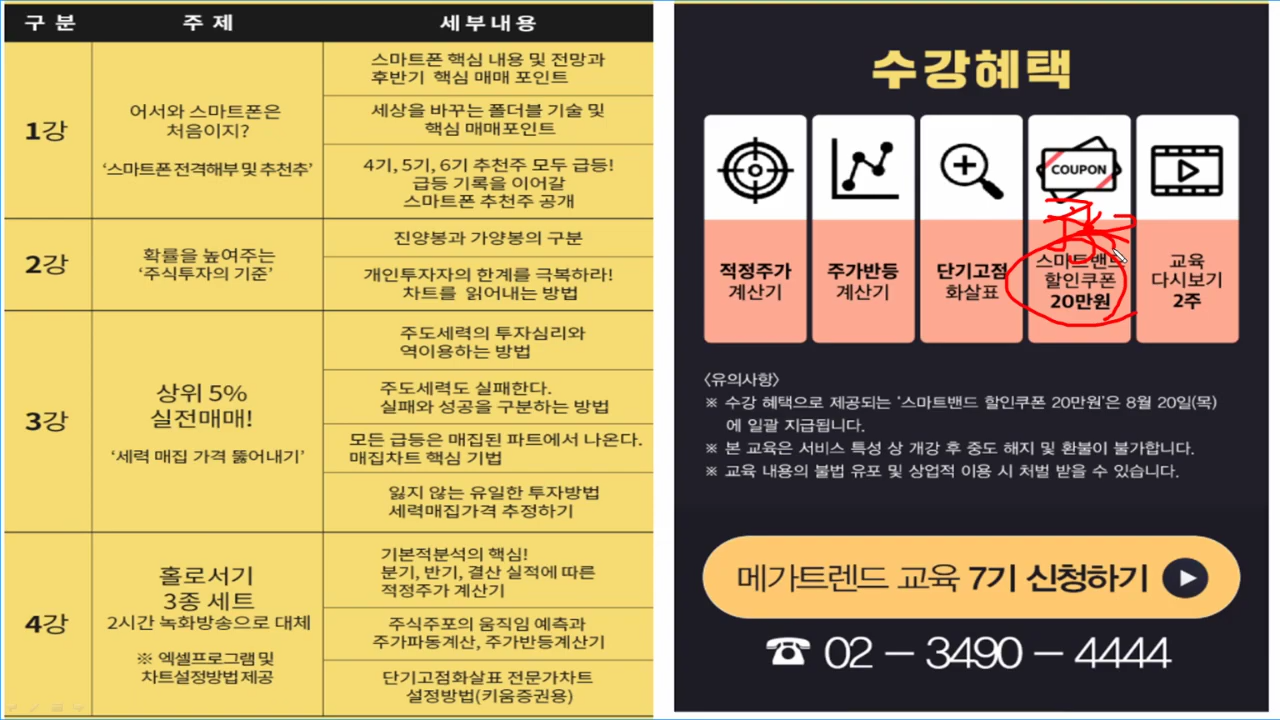 구 분 주 제 세부내용
1강
어서와 스마트폰은
처음이지?
‘스마트폰 전격해부 및 추천추’
스마트폰 핵심 내용 및 전망과
후반기 핵심 매매 포인트
세상을 바꾸는 폴더블 기술 및
핵심 매매포인트
4기, 5기, 6기 추천주 모두 급등!
급등 기록을 이어갈
스마트폰 추천주 공개
2강
확률을 높여주는
‘주식투자의 기준’
진양봉과 가양봉의 구분
개인투자자의 한계를 극복하라!
차트를 읽어내는 방법
3강
상위 5%
실전매매!
‘세력 매집 가격 뚫어내기’
주도세력의 투자심리와
역이용하는 방법
주도세력도 실패한다.
실패와 성공을 구분하는 방법
모든 급등은 매집된 파트에서 나온다.
매집차트 핵심 기법
잃지 않는 유일한 투자방법
세력매집가격 추정하기
4강
홀로서기
3종 세트
2시간 녹화방송으로 대체
※ 엑셀프로그램 및
차트설정방법 제공
기본적분석의 핵심!
분기, 반기, 결산 실적에 따른
적정주가 계산기
주식주포의 움직임 예측과
주가파동계산, 주가반등계산기
단기고점화살표 전문가차트
설정방법(키움증권용)
수강혜택
적정주가
계산기
주가반등
계산기
단기고점
화살표
COUPON
스마트밴드
할인쿠폰
20만원
교육
다시보기
2주
〈유의사항〉
※ 수강 혜택으로 제공되는 '스마트밴드 할인쿠폰 20만원'은 8월 20일(목)
에 일괄 지급됩니다.
※ 본 교육은 서비스 특성 상 개강 후 중도 해지 및 환불이 불가합니다.
※ 교육 내용의 불법 유포 및 상업적 이용 시 처벌 받을 수 있습니다.
메가트렌드 교육 7기 신청하기
☎ 02 - 3490 - 4444